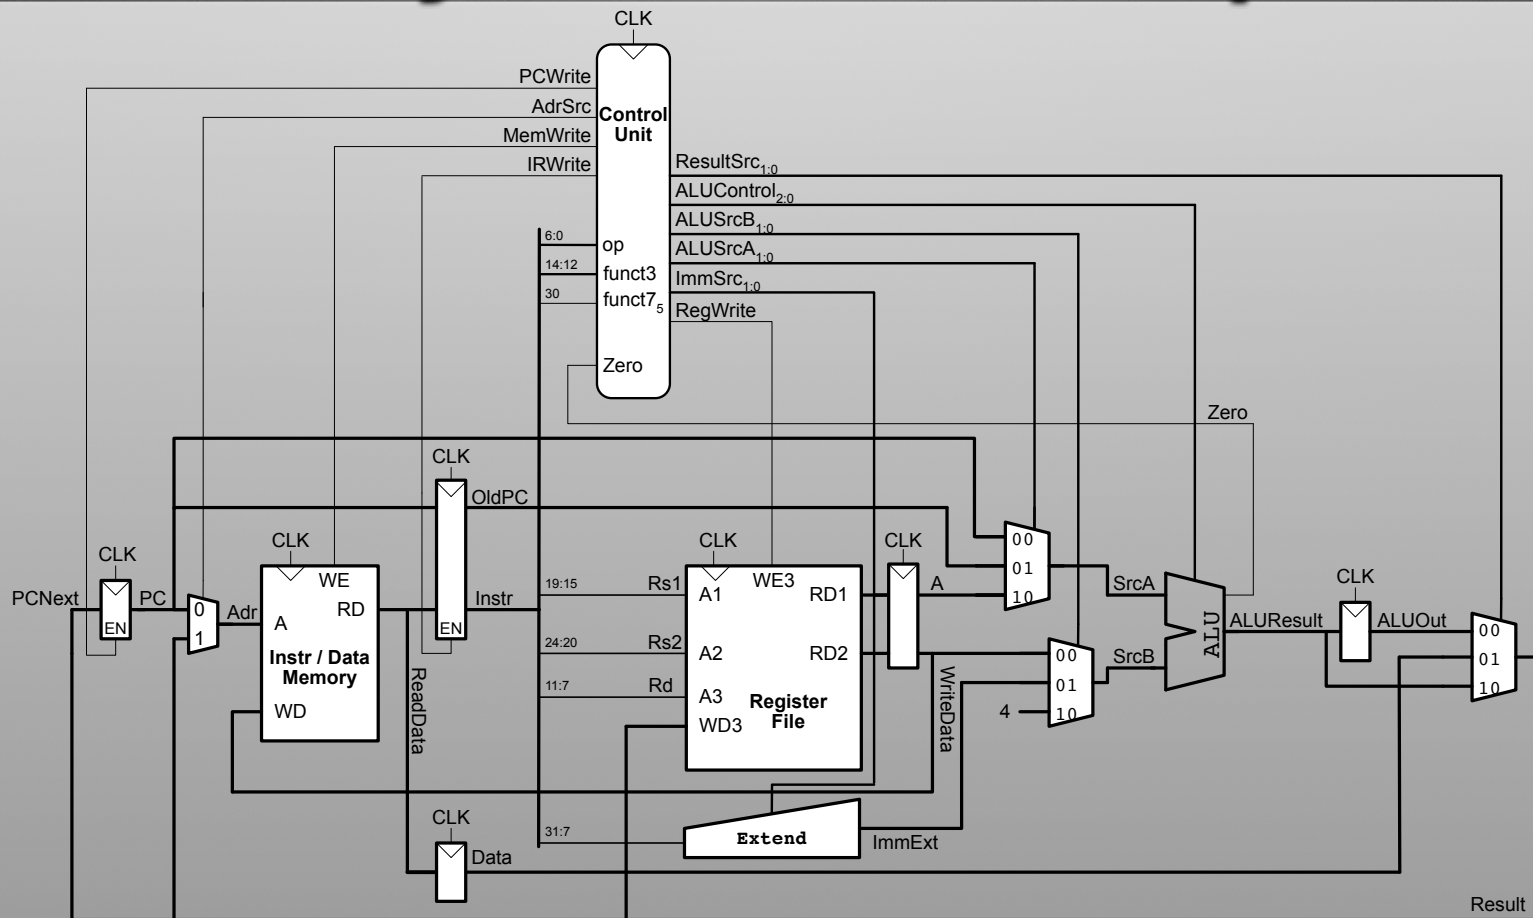 CLK
PCWrite
AdrSrc
MemWrite
IRWrite
Control
Unit
ResultSrc1:0
ALUControl2:0
ALUSrcB1:0
ALUSrcA1:0
ImmSrc1:0
RegWrite
6:0 op
14:12 funct3
30 funct75
Zero
Zero
CLK
OldPC
CLK
CLK
CLK
CLK
PCNext
EN
PC
0
1
Adr
WE
A
RD
Instr / Data
Memory
WD
EN
Instr
ReadData
19:15 Rs1
24:20 Rs2
11:7 Rd
A1
WE3
RD1
A2
RD2
A3
WD3
Register
File
A
WriteData
00
01
10
SrcA
00
01
4
10
SrcB
ALU
ALUResult
CLK
ALUOut
00
01
10
31:7
Extend
ImmExt
CLK
Data
Result